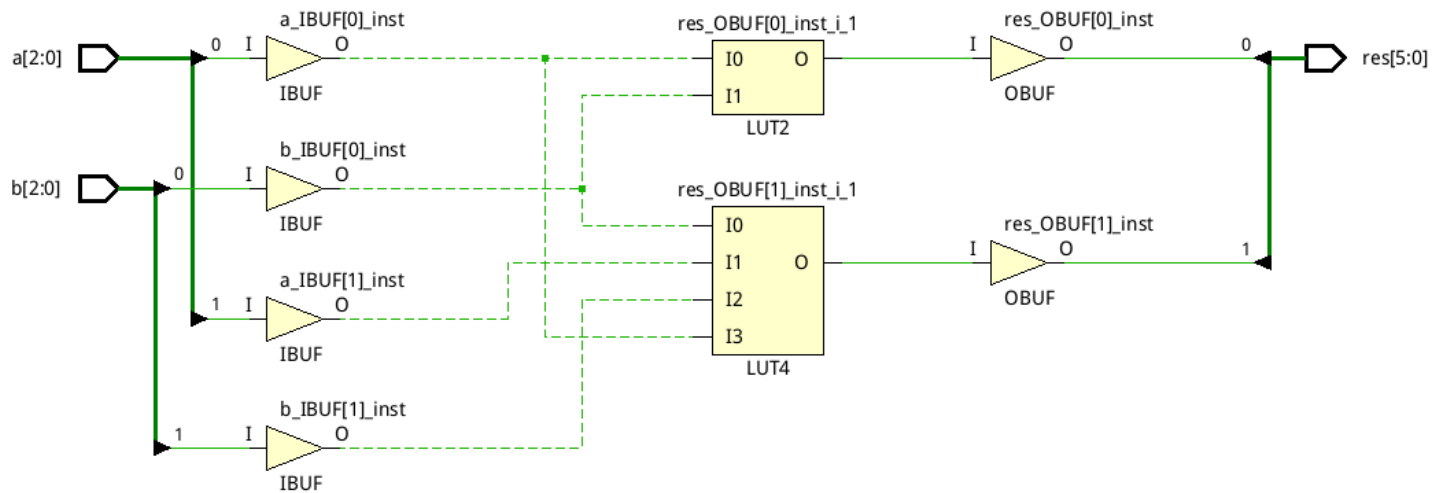 a_IBUF[0]_inst
res_OBUF[0]_inst_i_1
res_OBUF[0]_inst
a[2:0]
0
I
O
IBUF
I0
I1
O
LUT2
I
O
OBUF
0
res[5:0]
b_IBUF[0]_inst
b[2:0]
0
I
O
IBUF
res_OBUF[1]_inst_i_1
I0
I1
I2
I3
O
LUT4
res_OBUF[1]_inst
I
O
OBUF
1
a_IBUF[1]_inst
1
I
O
IBUF
b_IBUF[1]_inst
1
I
O
IBUF